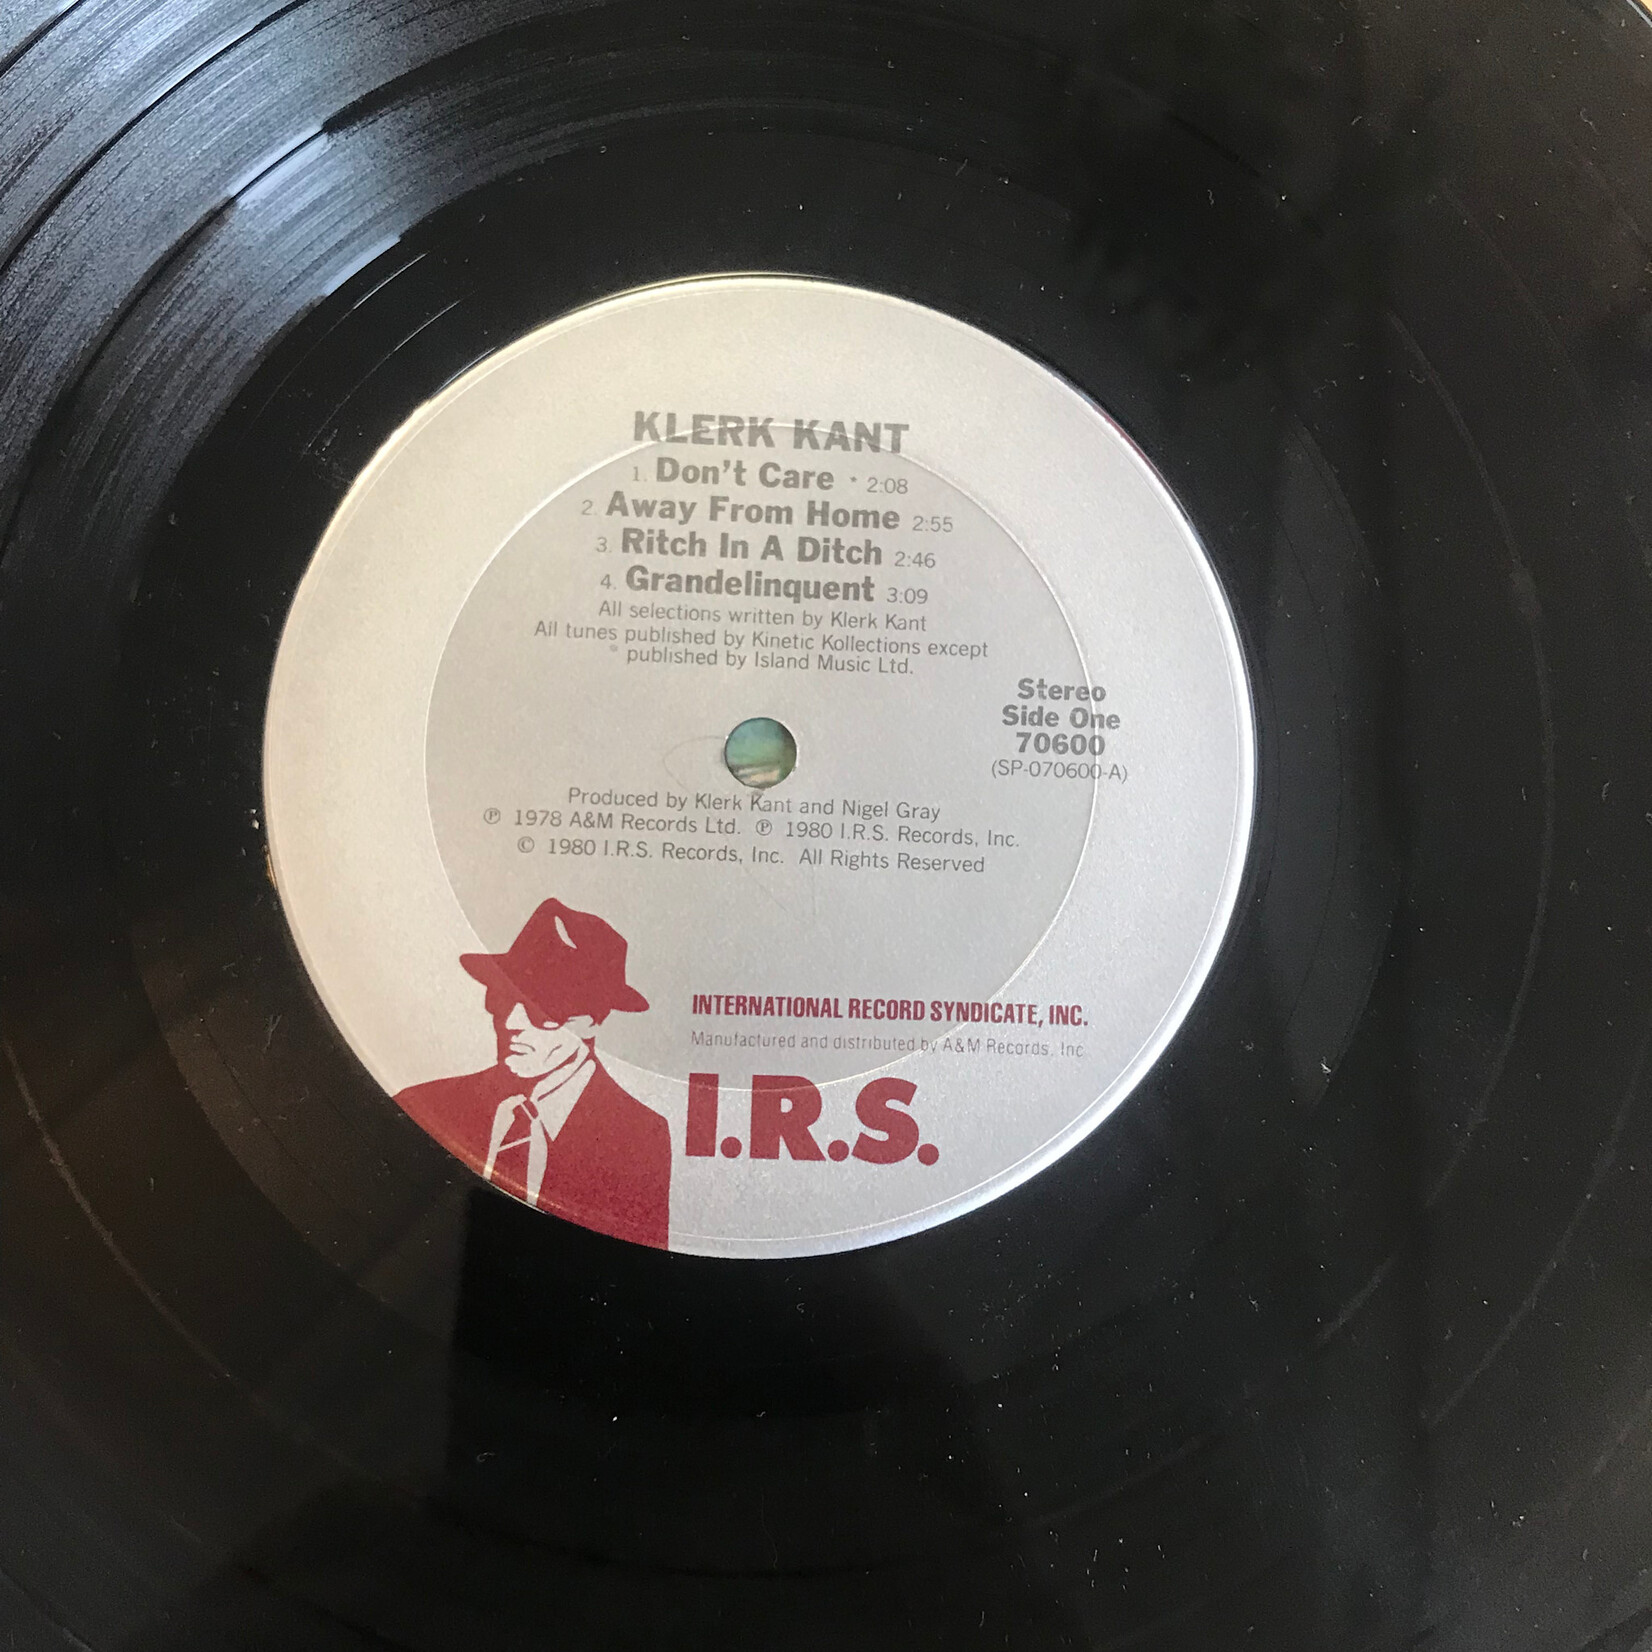 KLERK KANT
1. Don't Care * 2:08
2. Away From Home 2:55
3. Ritch In A Ditch 2:46
4. Grandelinquent 3:09
All selections written by Klerk Kant
All tunes published by Kinetic Kollections except
* published by Island Music Ltd.
Stereo
Side One
70600
(SP-070600-A)
Produced by Klerk Kant and Nigel Gray
℗ 1978 A&M Records Ltd. ℗ 1980 I.R.S. Records, Inc.
© 1980 I.R.S. Records, Inc. All Rights Reserved
INTERNATIONAL RECORD SYNDICATE, INC.
Manufactured and distributed by A&M Records, Inc.
I.R.S.